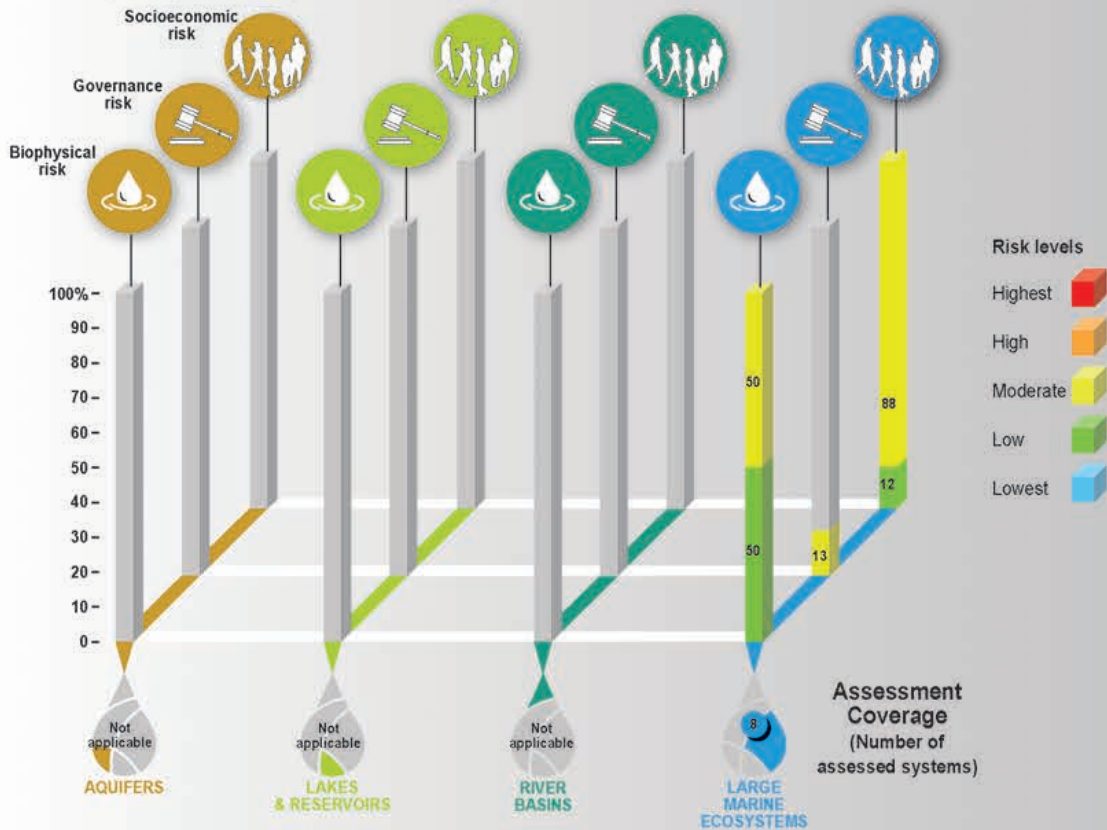 Socioeconomic
risk
Governance
risk
Biophysical
risk
100%
90
80
70
60
50
40
30
20
10
0
50
50
13
88
12
Risk levels
Highest
High
Moderate
Low
Lowest
Not
applicable
AQUIFERS
Not
applicable
LAKES
& RESERVOIRS
Not
applicable
RIVER
BASINS
8
LARGE
MARINE
ECOSYSTEMS
Assessment
Coverage
(Number of
assessed systems)